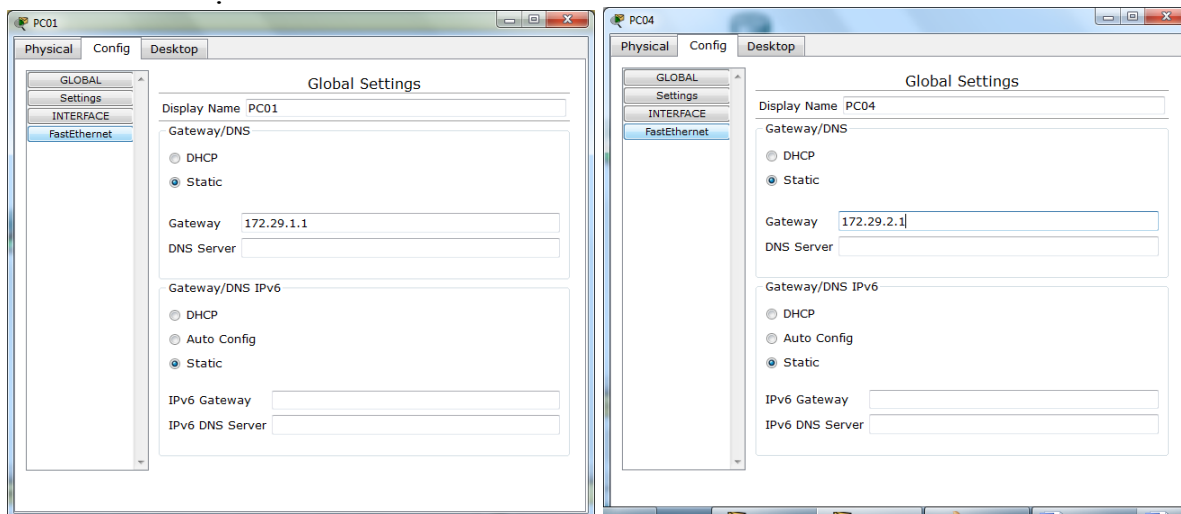 PC01
Physical Config Desktop
GLOBAL
Settings
INTERFACE
FastEthernet
Global Settings
Display Name PC01
Gateway/DNS
DHCP
Static
Gateway 172.29.1.1
DNS Server
Gateway/DNS IPv6
DHCP
Auto Config
Static
IPv6 Gateway
IPv6 DNS Server
PC04
Physical Config Desktop
GLOBAL
Settings
INTERFACE
FastEthernet
Global Settings
Display Name PC04
Gateway/DNS
DHCP
Static
Gateway 172.29.2.1
DNS Server
Gateway/DNS IPv6
DHCP
Auto Config
Static
IPv6 Gateway
IPv6 DNS Server